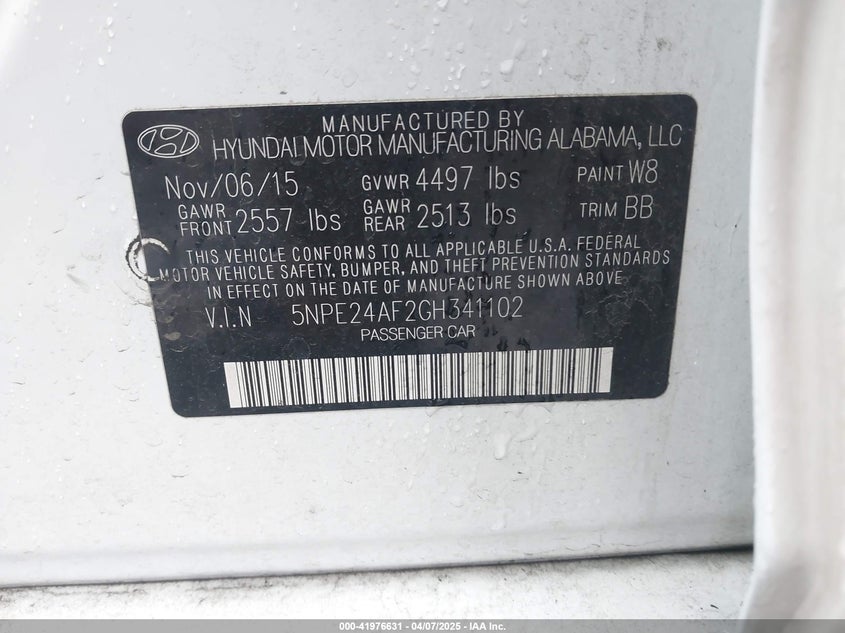 MANUFACTURED BY
HYUNDAI MOTOR MANUFACTURING ALABAMA, LLC
Nov/06/15 GVWR 4497 lbs PAINT W8
GAWR FRONT 2557 lbs GAWR REAR 2513 lbs TRIM BB
THIS VEHICLE CONFORMS TO ALL APPLICABLE U.S.A. FEDERAL
MOTOR VEHICLE SAFETY, BUMPER, AND THEFT PREVENTION STANDARDS
IN EFFECT ON THE DATE OF MANUFACTURE SHOWN ABOVE
V.I.N 5NPE24AF2GH341102
PASSENGER CAR
000-41976631 - 04/07/2025 - IAA Inc.